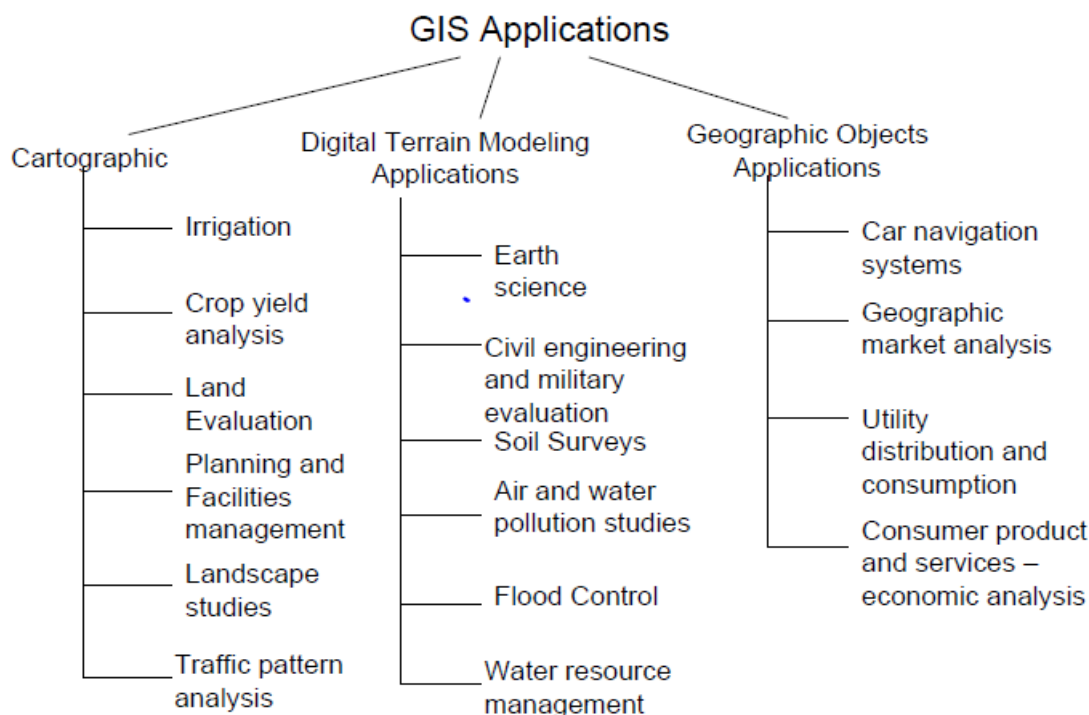 GIS Applications
Cartographic
Irrigation
Crop yield
analysis
Land
Evaluation
Planning and
Facilities
management
Landscape
studies
Traffic pattern
analysis
Digital Terrain Modeling
Applications
Earth
science
Civil engineering
and military
evaluation
Soil Surveys
Air and water
pollution studies
Flood Control
Water resource
management
Geographic Objects
Applications
Car navigation
systems
Geographic
market analysis
Utility
distribution and
consumption
Consumer product
and services –
economic analysis